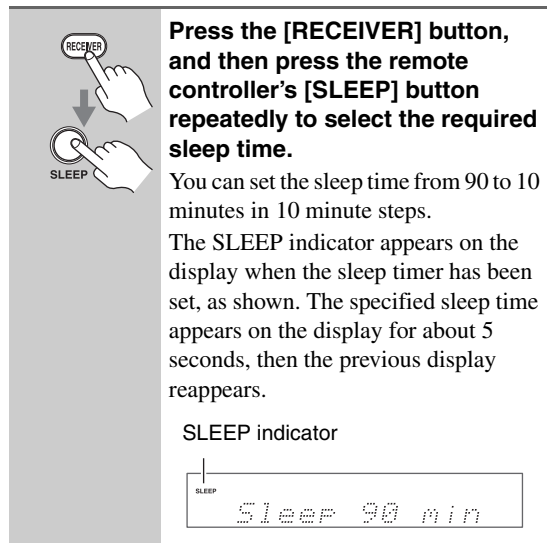 RECEIVER
SLEEP
Press the [RECEIVER] button,
and then press the remote
controller's [SLEEP] button
repeatedly to select the required
sleep time.
You can set the sleep time from 90 to 10
minutes in 10 minute steps.
The SLEEP indicator appears on the
display when the sleep timer has been
set, as shown. The specified sleep time
appears on the display for about 5
seconds, then the previous display
reappears.
SLEEP indicator
SLEEP
Sleep 90 min